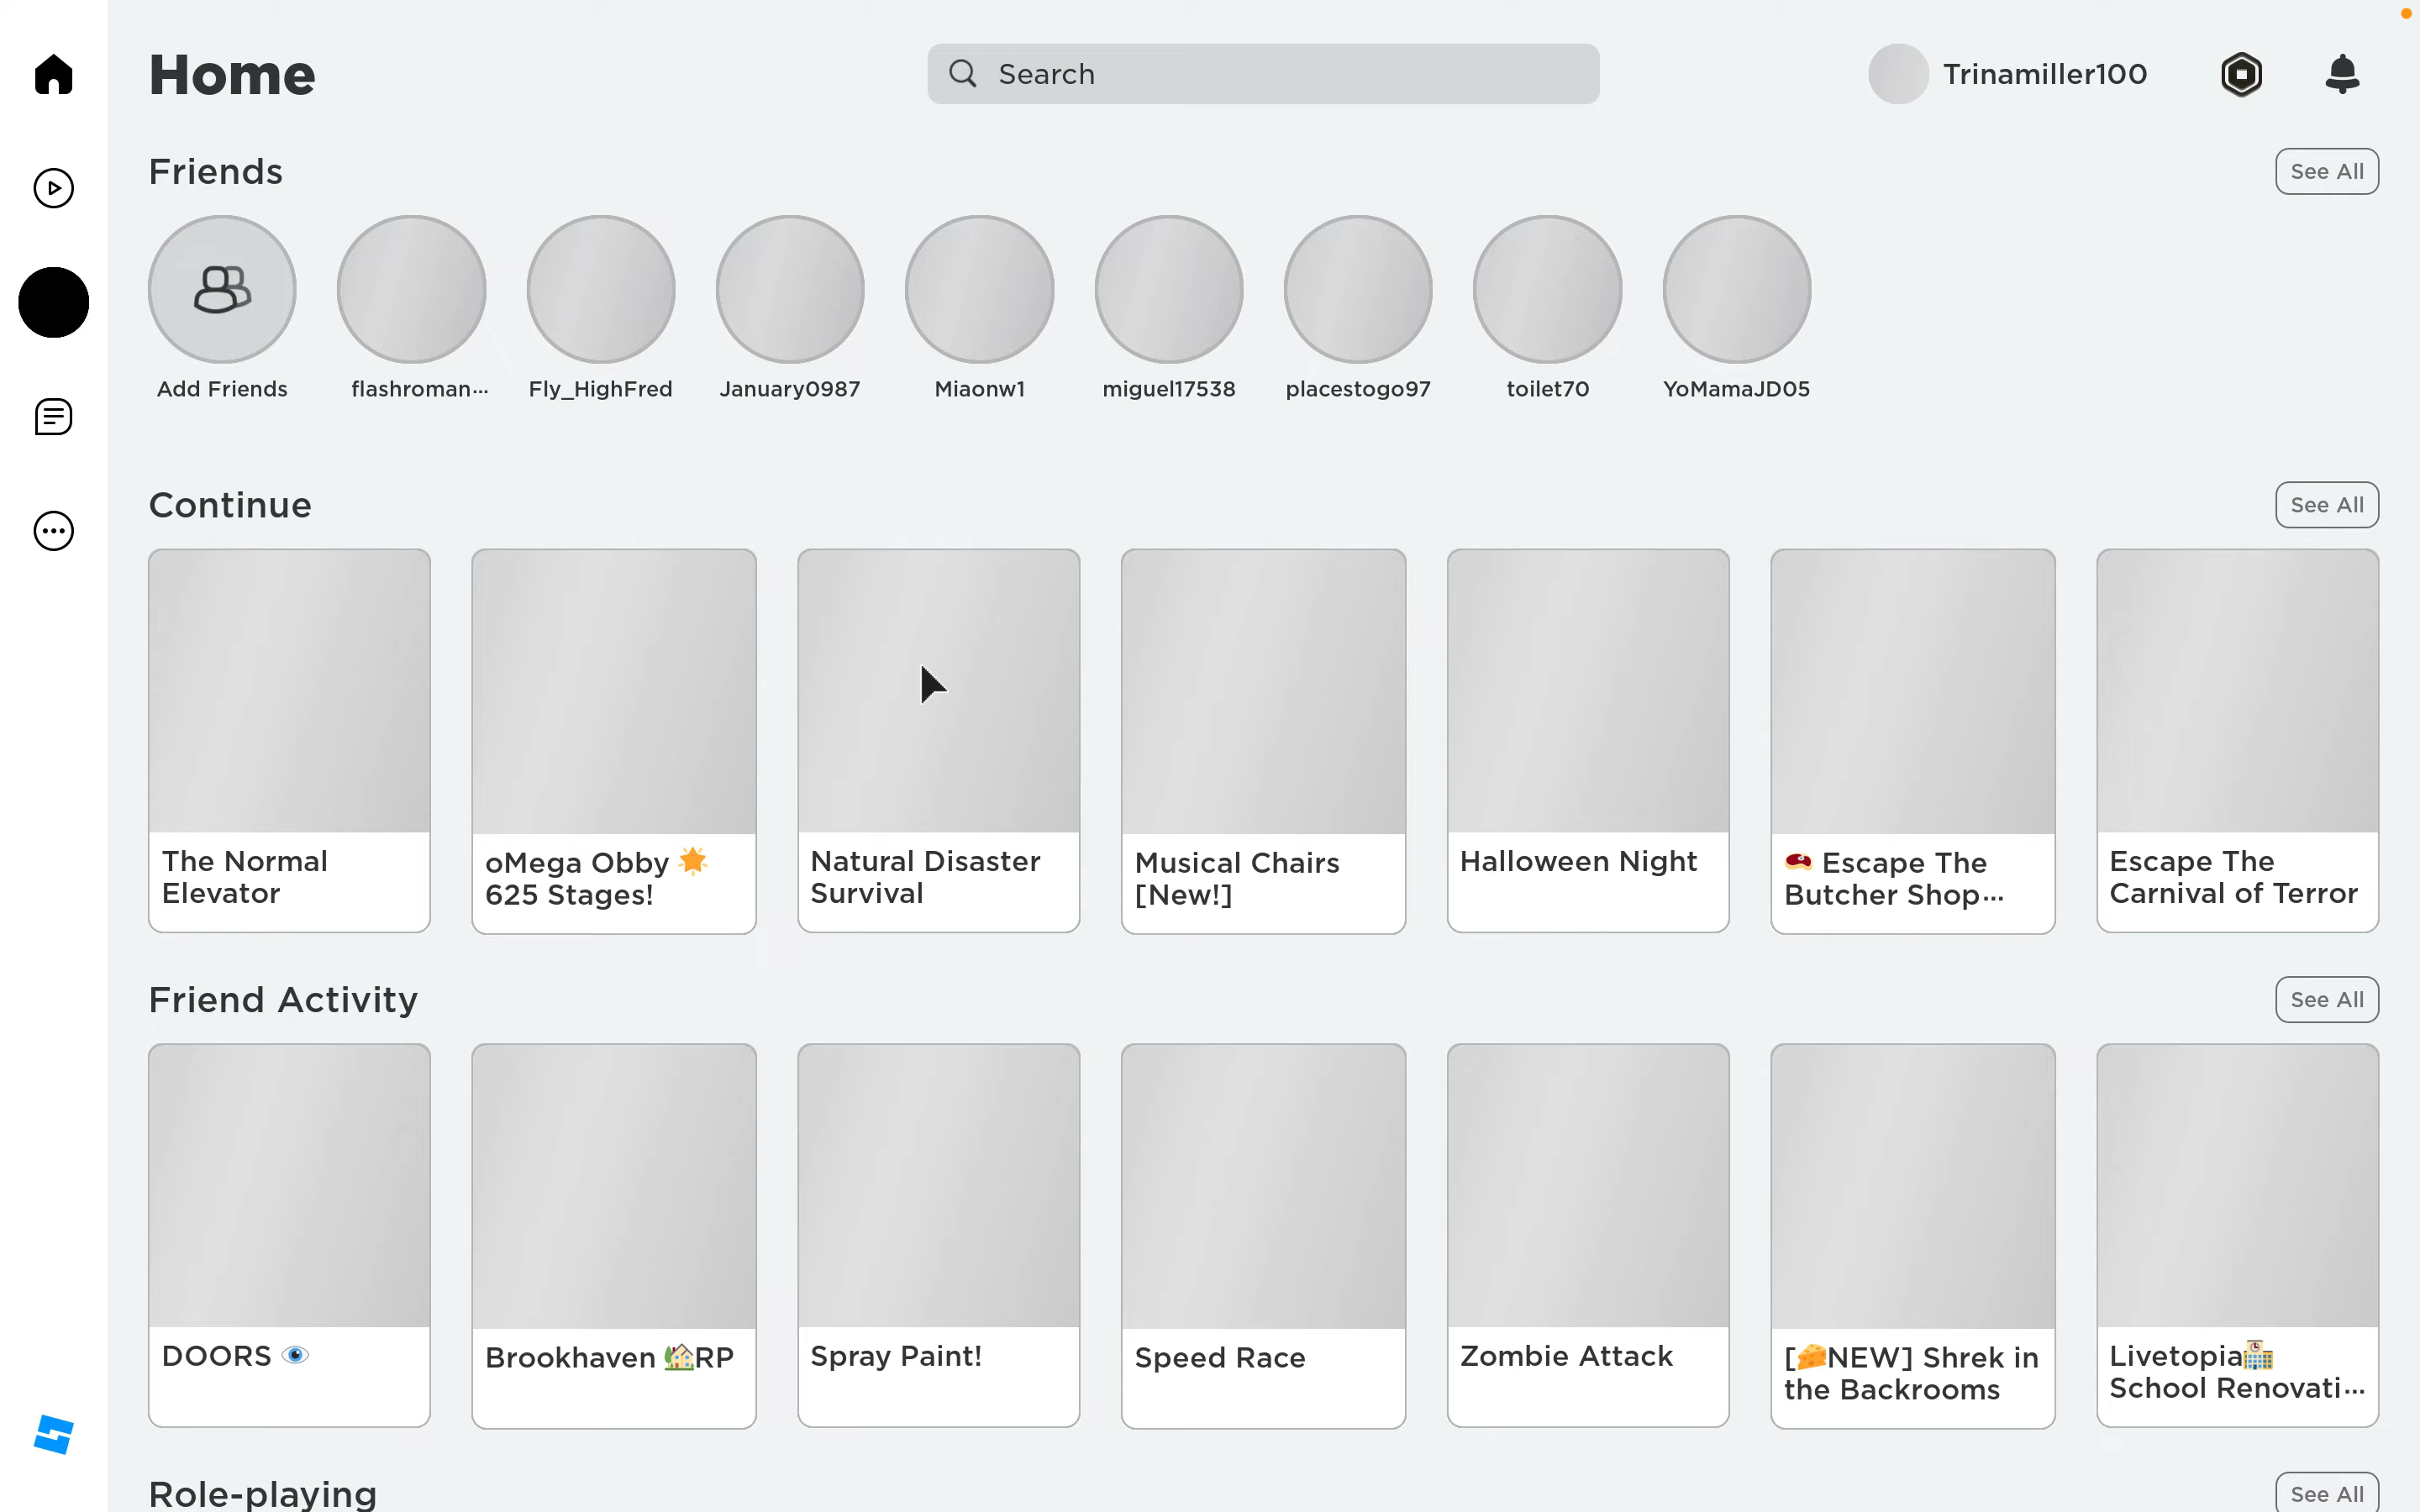 Home
Search
Trinamiller100
Friends
See All
Add Friends
flashroman...
Fly_HighFred
January0987
Miaonw1
miguel17538
placestogo97
toilet70
YoMamaJD05
Continue
See All
The Normal
Elevator
oMega Obby 🌟
625 Stages!
Natural Disaster
Survival
Musical Chairs
[New!]
Halloween Night
🥩 Escape The
Butcher Shop...
Escape The
Carnival of Terror
Friend Activity
See All
DOORS 👁️
Brookhaven 🏡RP
Spray Paint!
Speed Race
Zombie Attack
[🧀NEW] Shrek in
the Backrooms
Livetopia🏫
School Renovati...
Role-playing
See All